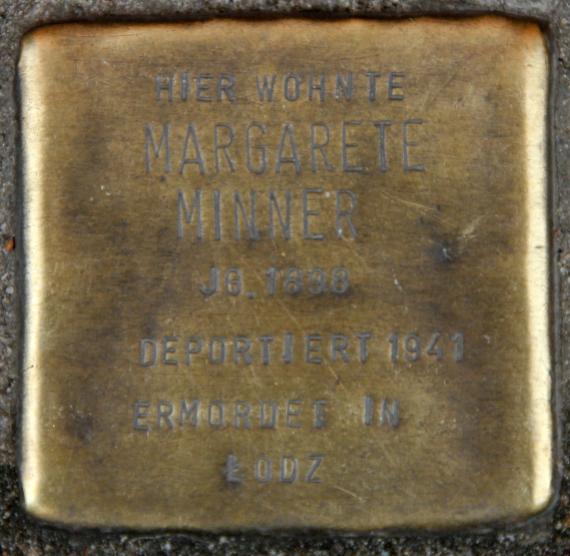 HIER WOHNTE
MARGARETE
MINNER
JG. 1898
DEPORTIERT 1941
ERMORDET IN
ŁODZ